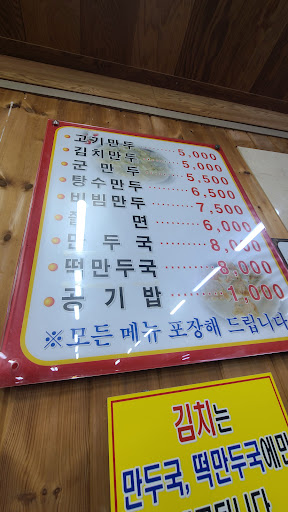 고기만두 ······ 5,000
김치만두 ······ 5,000
군 만 두 ······ 5,500
탕수만두 ······ 6,500
비빔만두 ······ 7,500
쫄 면 ······ 6,000
만 두 국 ······ 8,000
떡만두국 ······ 8,000
공 기 밥 ······ 1,000
※모든 메뉴 포장해 드립니다
김치는
만두국, 떡만두국에만